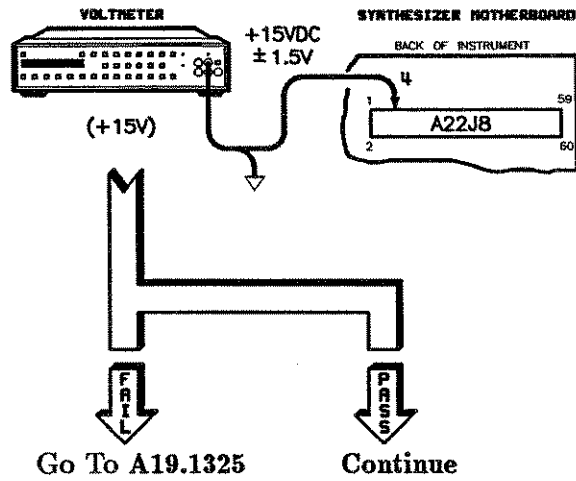 VOLTMETER
SYNTHESIZER MOTHERBOARD
+15VDC
± 1.5V
BACK OF INSTRUMENT
(+15V)
4
1
59
A22J8
2
60
FAIL
PASS
Go To A19.1325
Continue